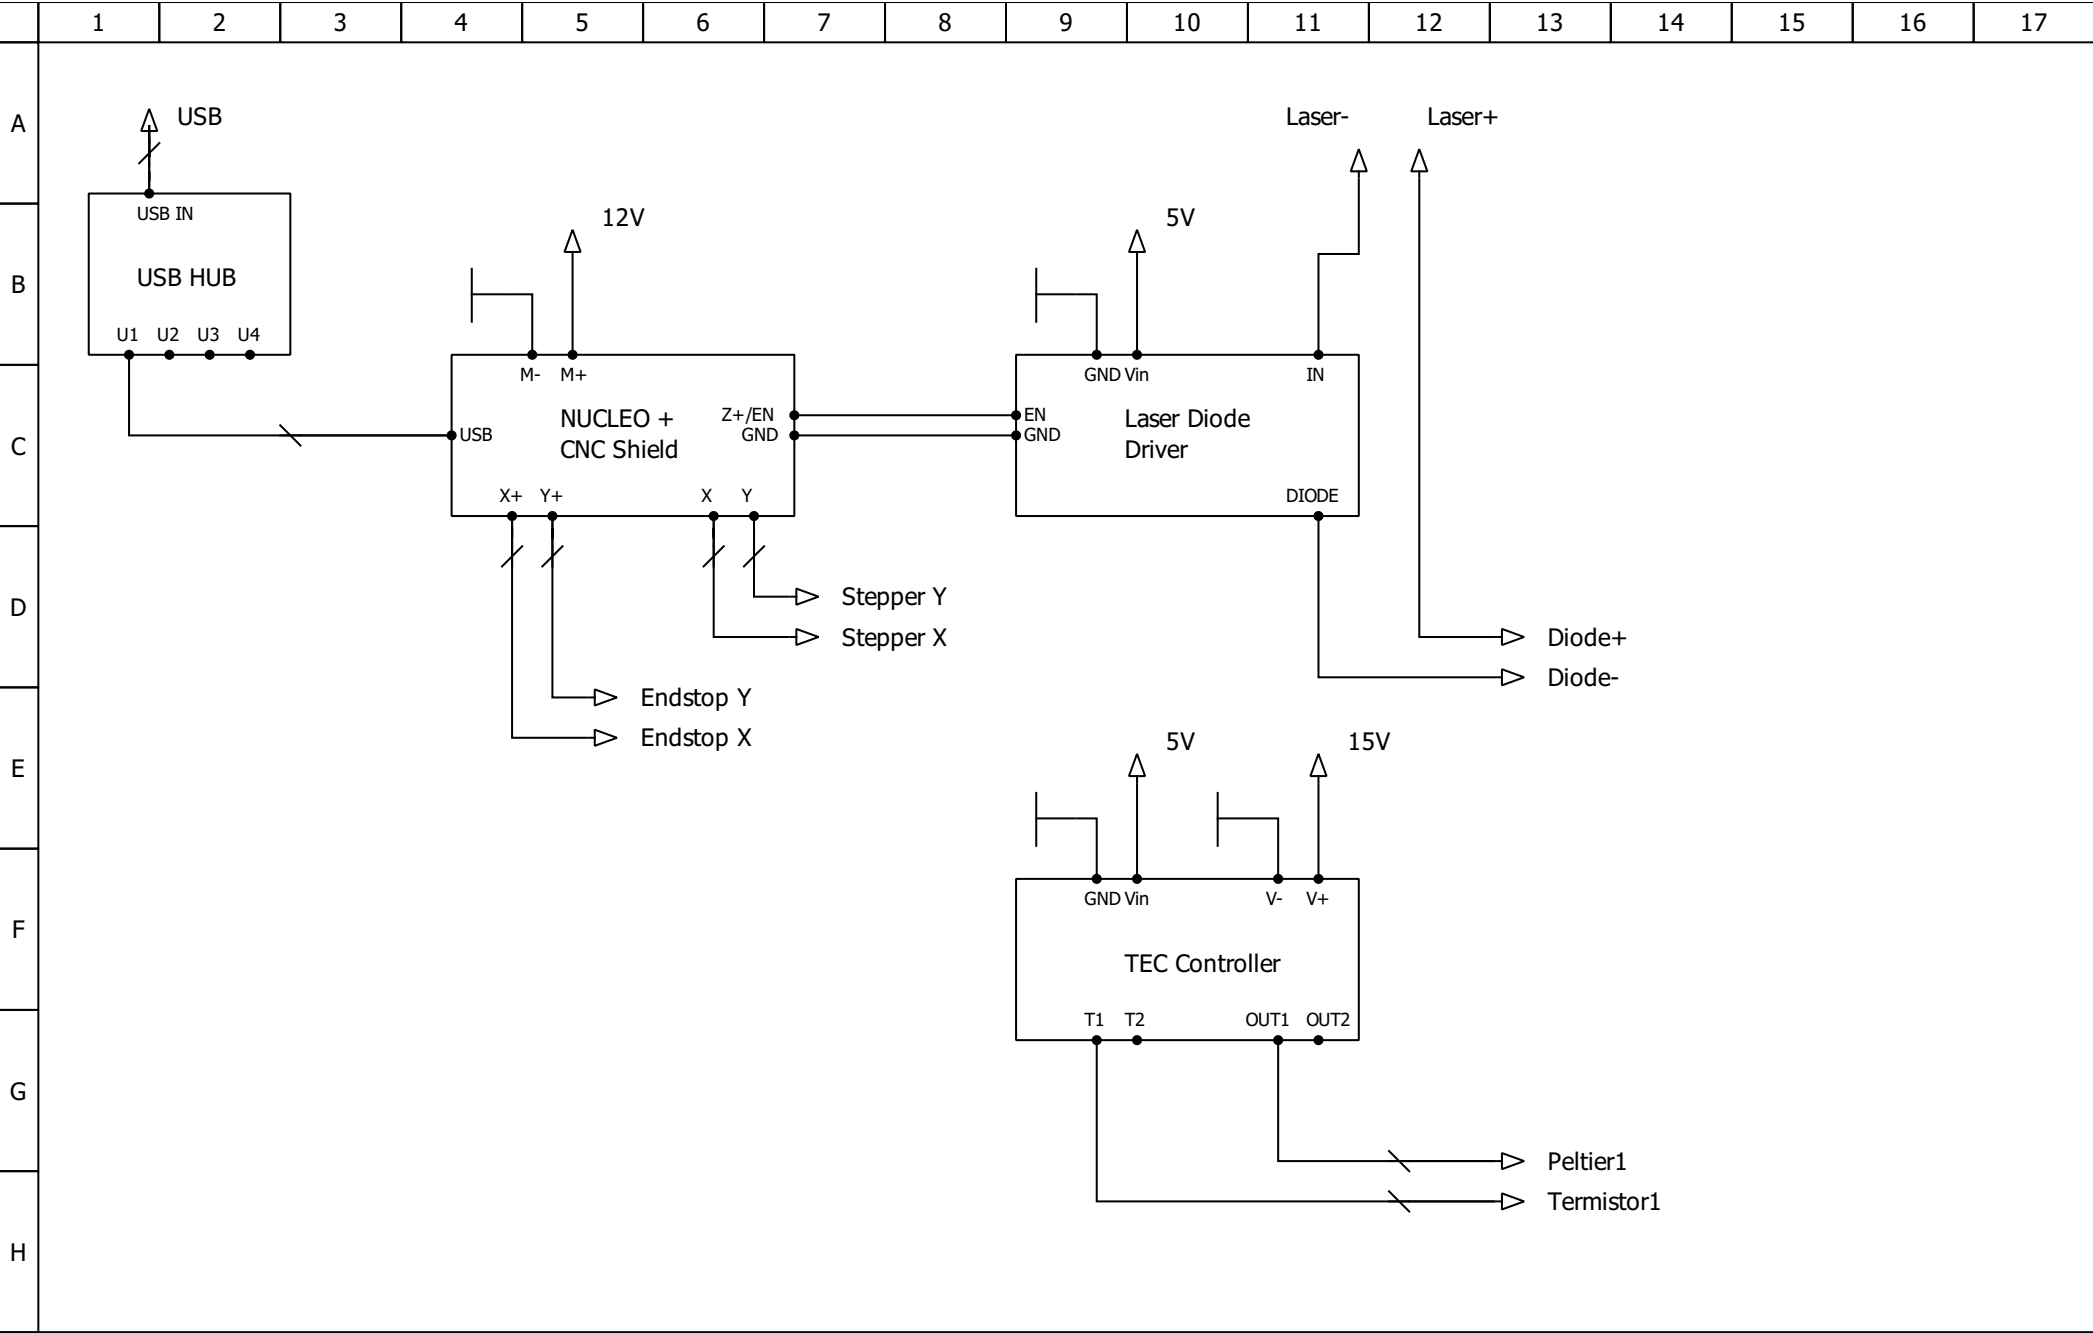 1 2 3 4 5 6 7 8 9 10 11 12 13 14 15 16 17
A
USB
Laser- Laser+
USB IN
12V
5V
B
USB HUB
U1 U2 U3 U4
M- M+
GND Vin
IN
C
NUCLEO +
CNC Shield
Z+/EN
GND
USB
EN
GND
Laser Diode
Driver
X+ Y+ X Y
DIODE
D
Stepper Y
Stepper X
Diode+
Diode-
Endstop Y
Endstop X
E
5V
15V
GND Vin
V- V+
F
TEC Controller
T1 T2
OUT1 OUT2
G
Peltier1
Termistor1
H